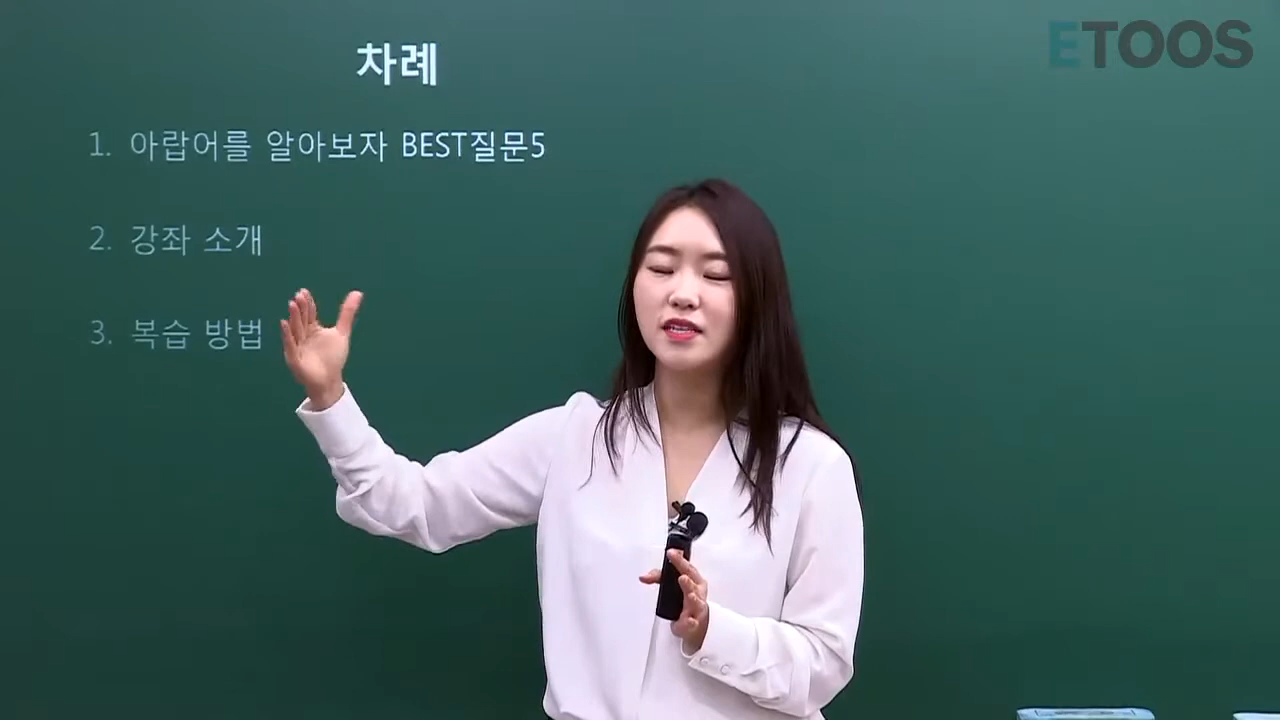 ETOOS
차례
1. 아랍어를 알아보자 BEST질문5
2. 강좌 소개
3. 복습 방법